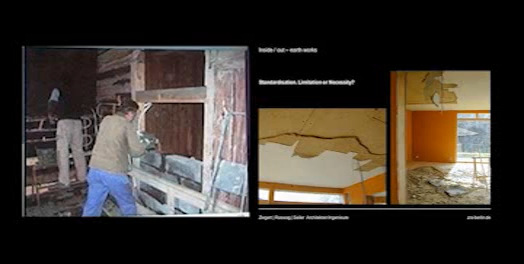 Inside / out – earth works
Standardisation. Limitation or Necessity?
Ziegert | Roswag | Seiler Architekten Ingenieure